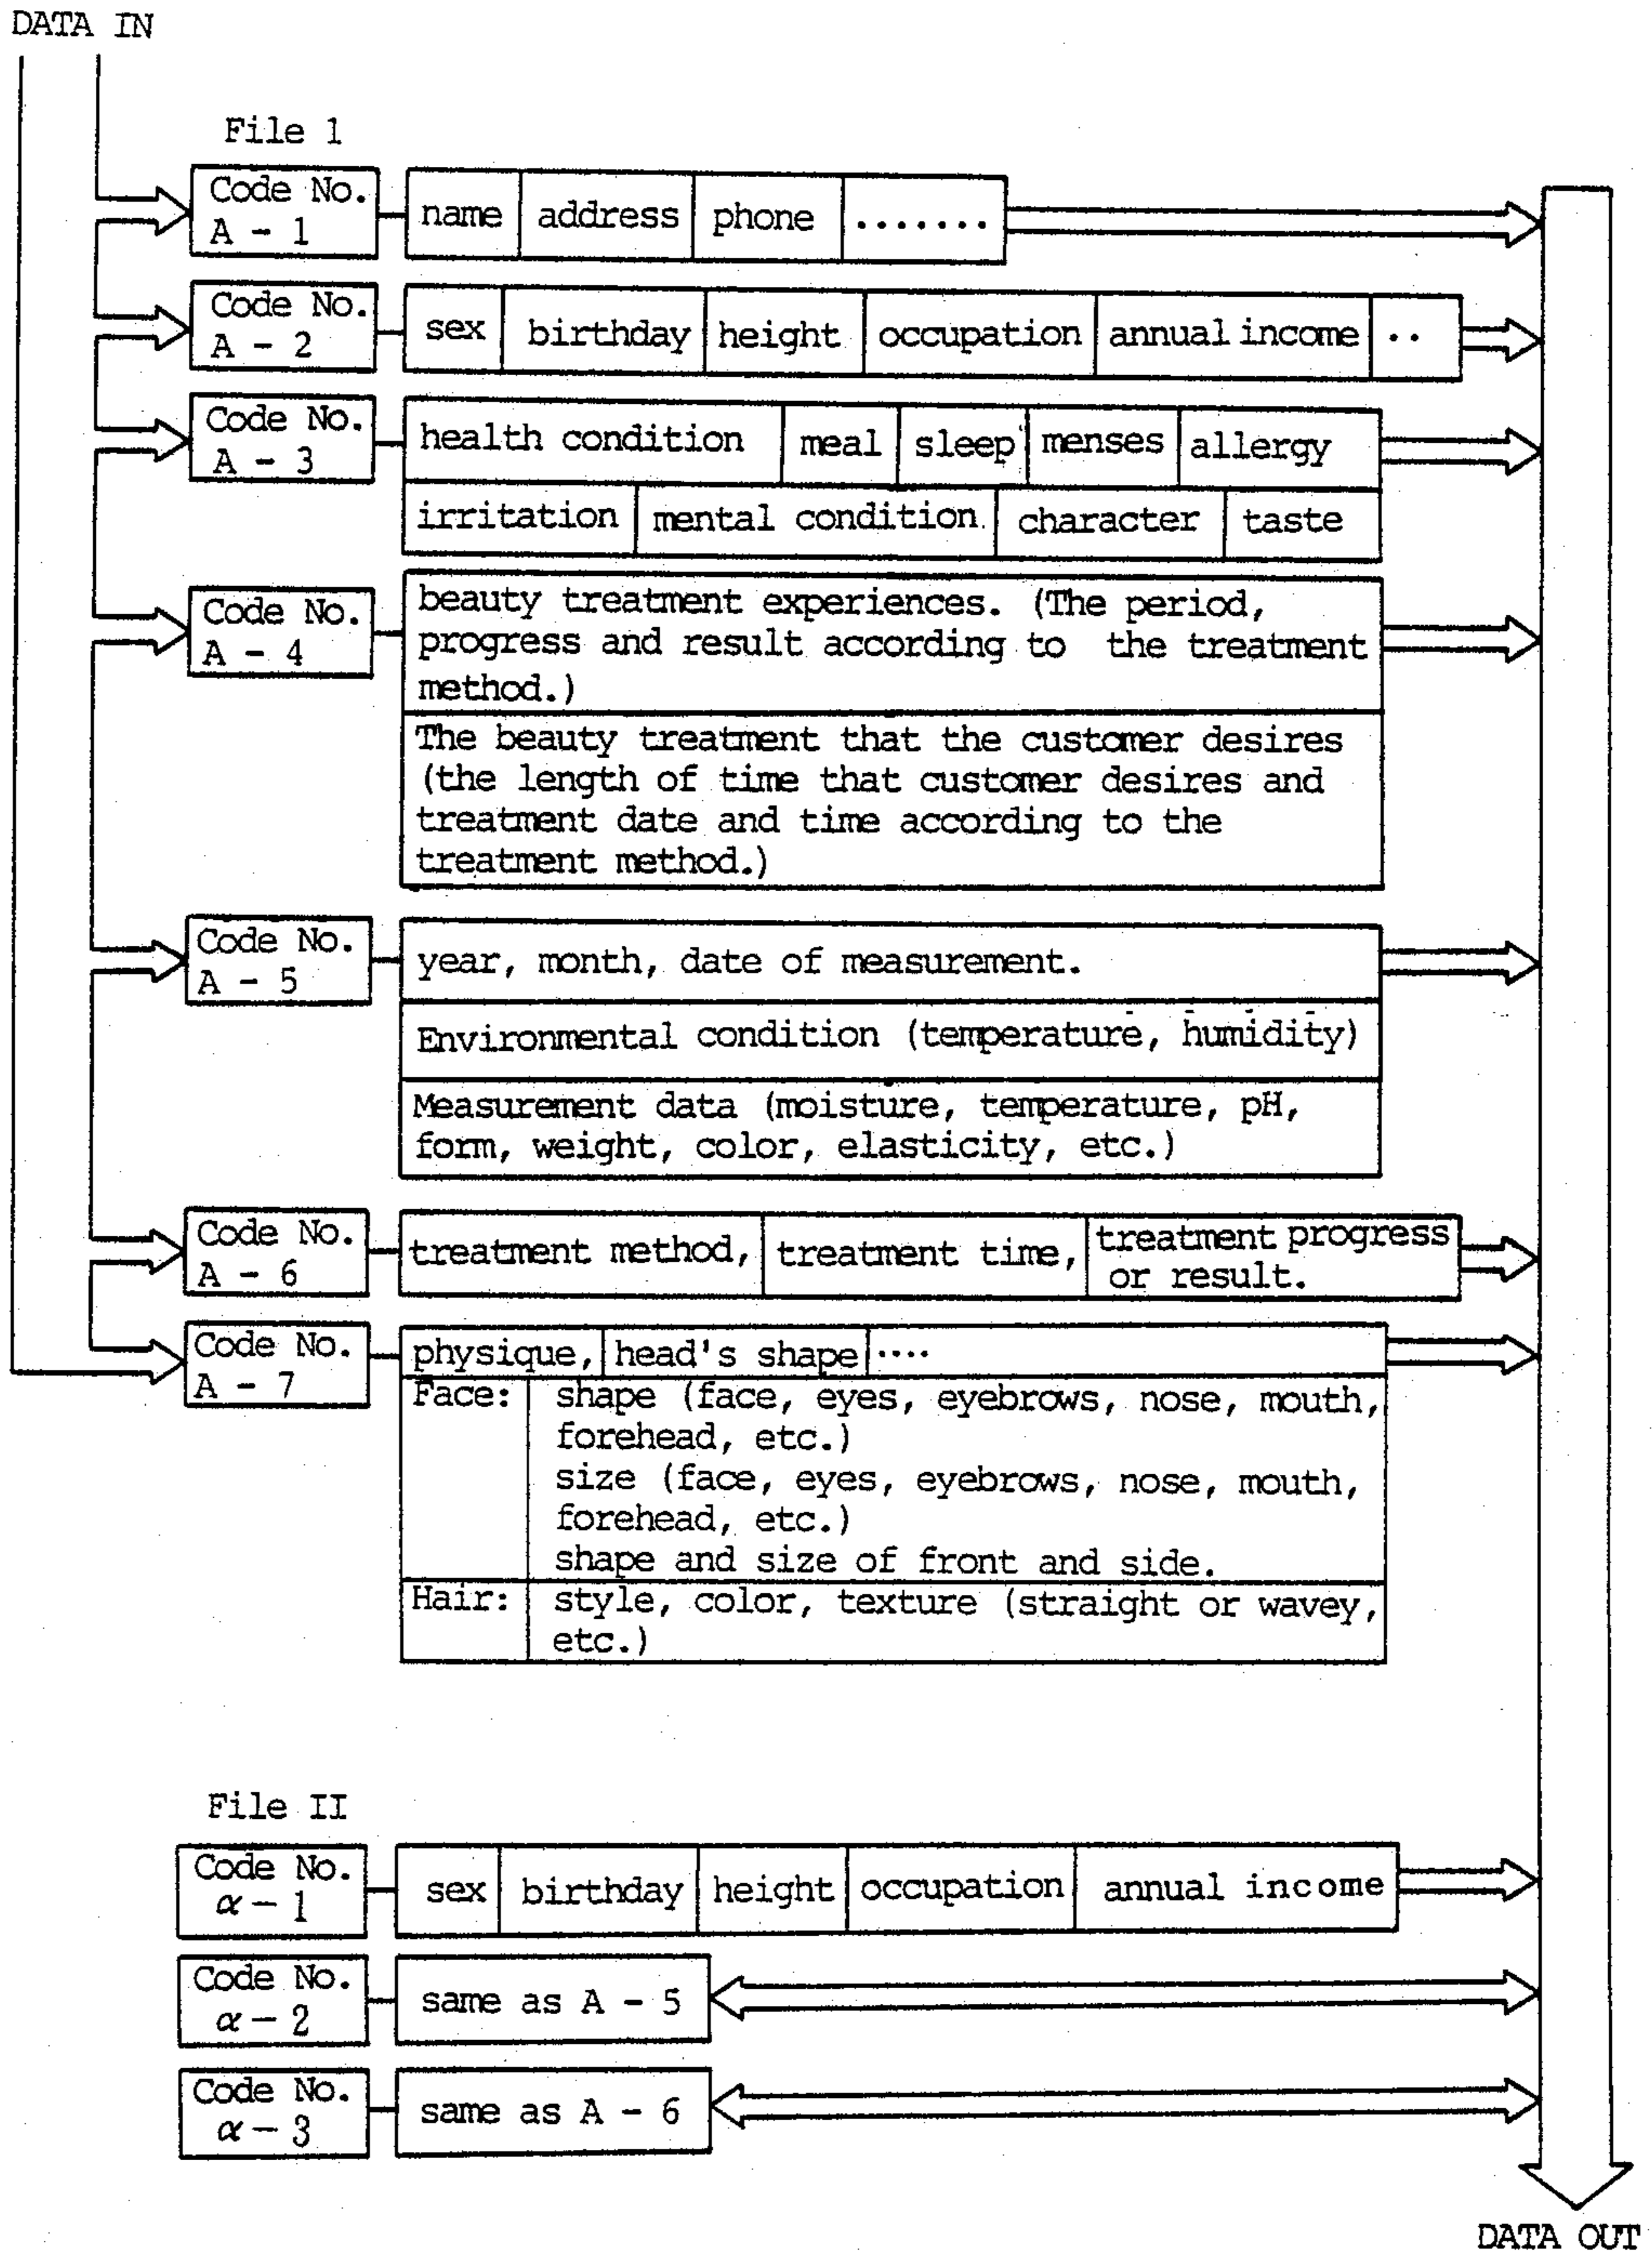 DATA IN
File 1
Code No.
A - 1
name address phone .......
Code No.
A - 2
sex birthday height occupation annual income ..
Code No.
A - 3
health condition meal sleep menses allergy
irritation mental condition character taste
Code No.
A - 4
beauty treatment experiences. (The period,
progress and result according to the treatment
method.)
The beauty treatment that the customer desires
(the length of time that customer desires and
treatment date and time according to the
treatment method.)
Code No.
A - 5
year, month, date of measurement.
Environmental condition (temperature, humidity)
Measurement data (moisture, temperature, pH,
form, weight, color, elasticity, etc.)
Code No.
A - 6
treatment method, treatment time, treatment progress
or result.
Code No.
A - 7
physique, head's shape ....
Face: shape (face, eyes, eyebrows, nose, mouth,
forehead, etc.)
size (face, eyes, eyebrows, nose, mouth,
forehead, etc.)
shape and size of front and side.
Hair: style, color, texture (straight or wavey,
etc.)
File II
Code No.
α - 1
sex birthday height occupation annual income
Code No.
α - 2
same as A - 5
Code No.
α - 3
same as A - 6
DATA OUT